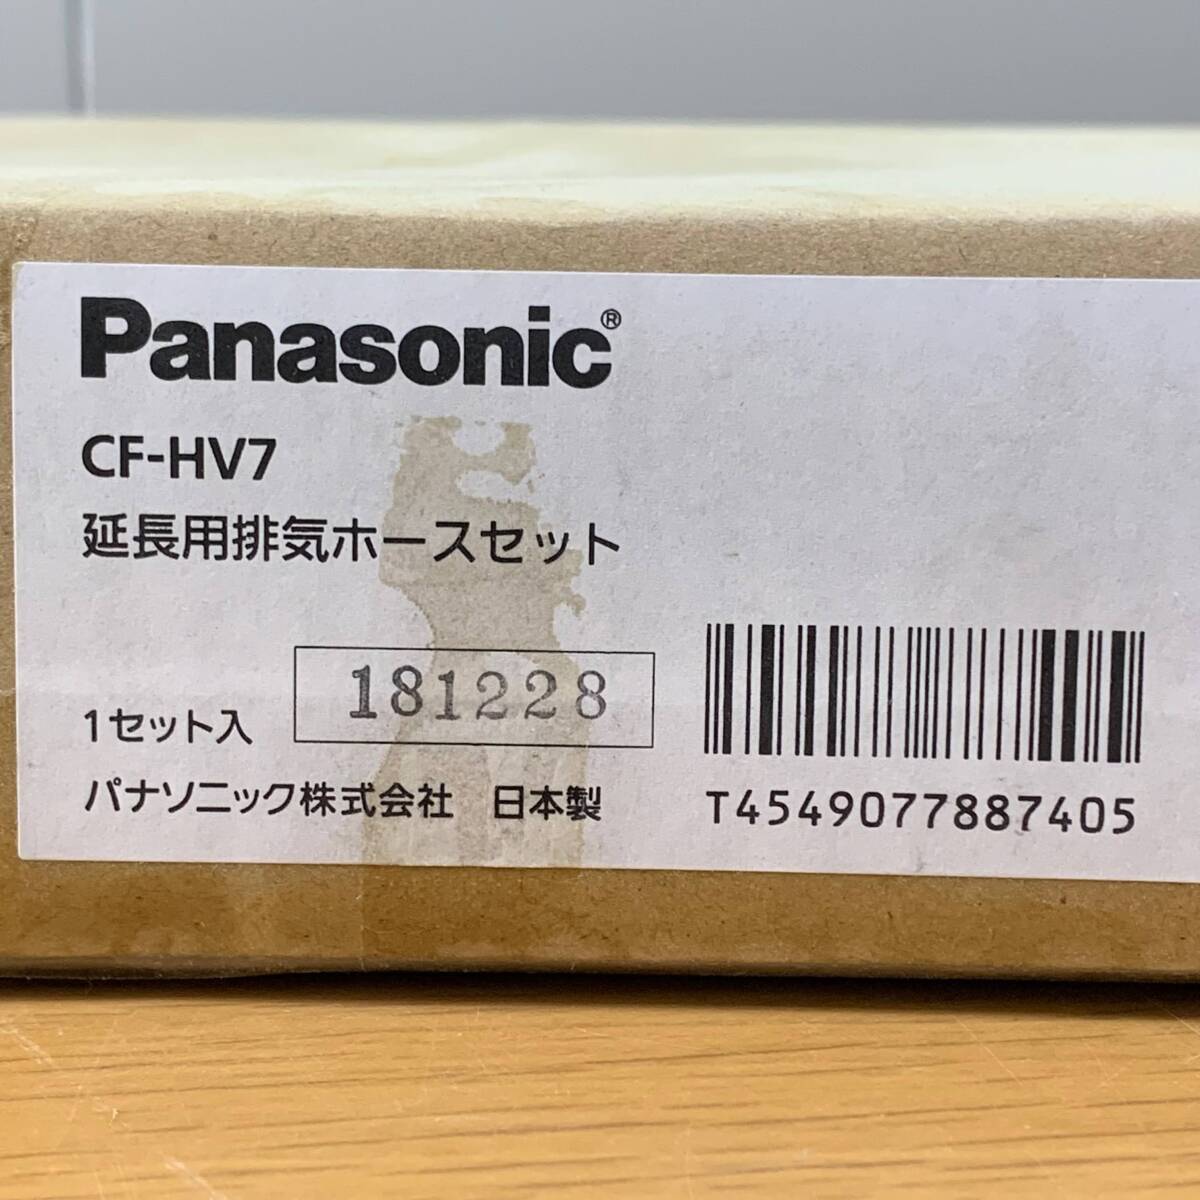 Panasonic®
CF-HV7
延長用排気ホースセット
1セット入 181228
パナソニック株式会社 日本製
T4549077887405